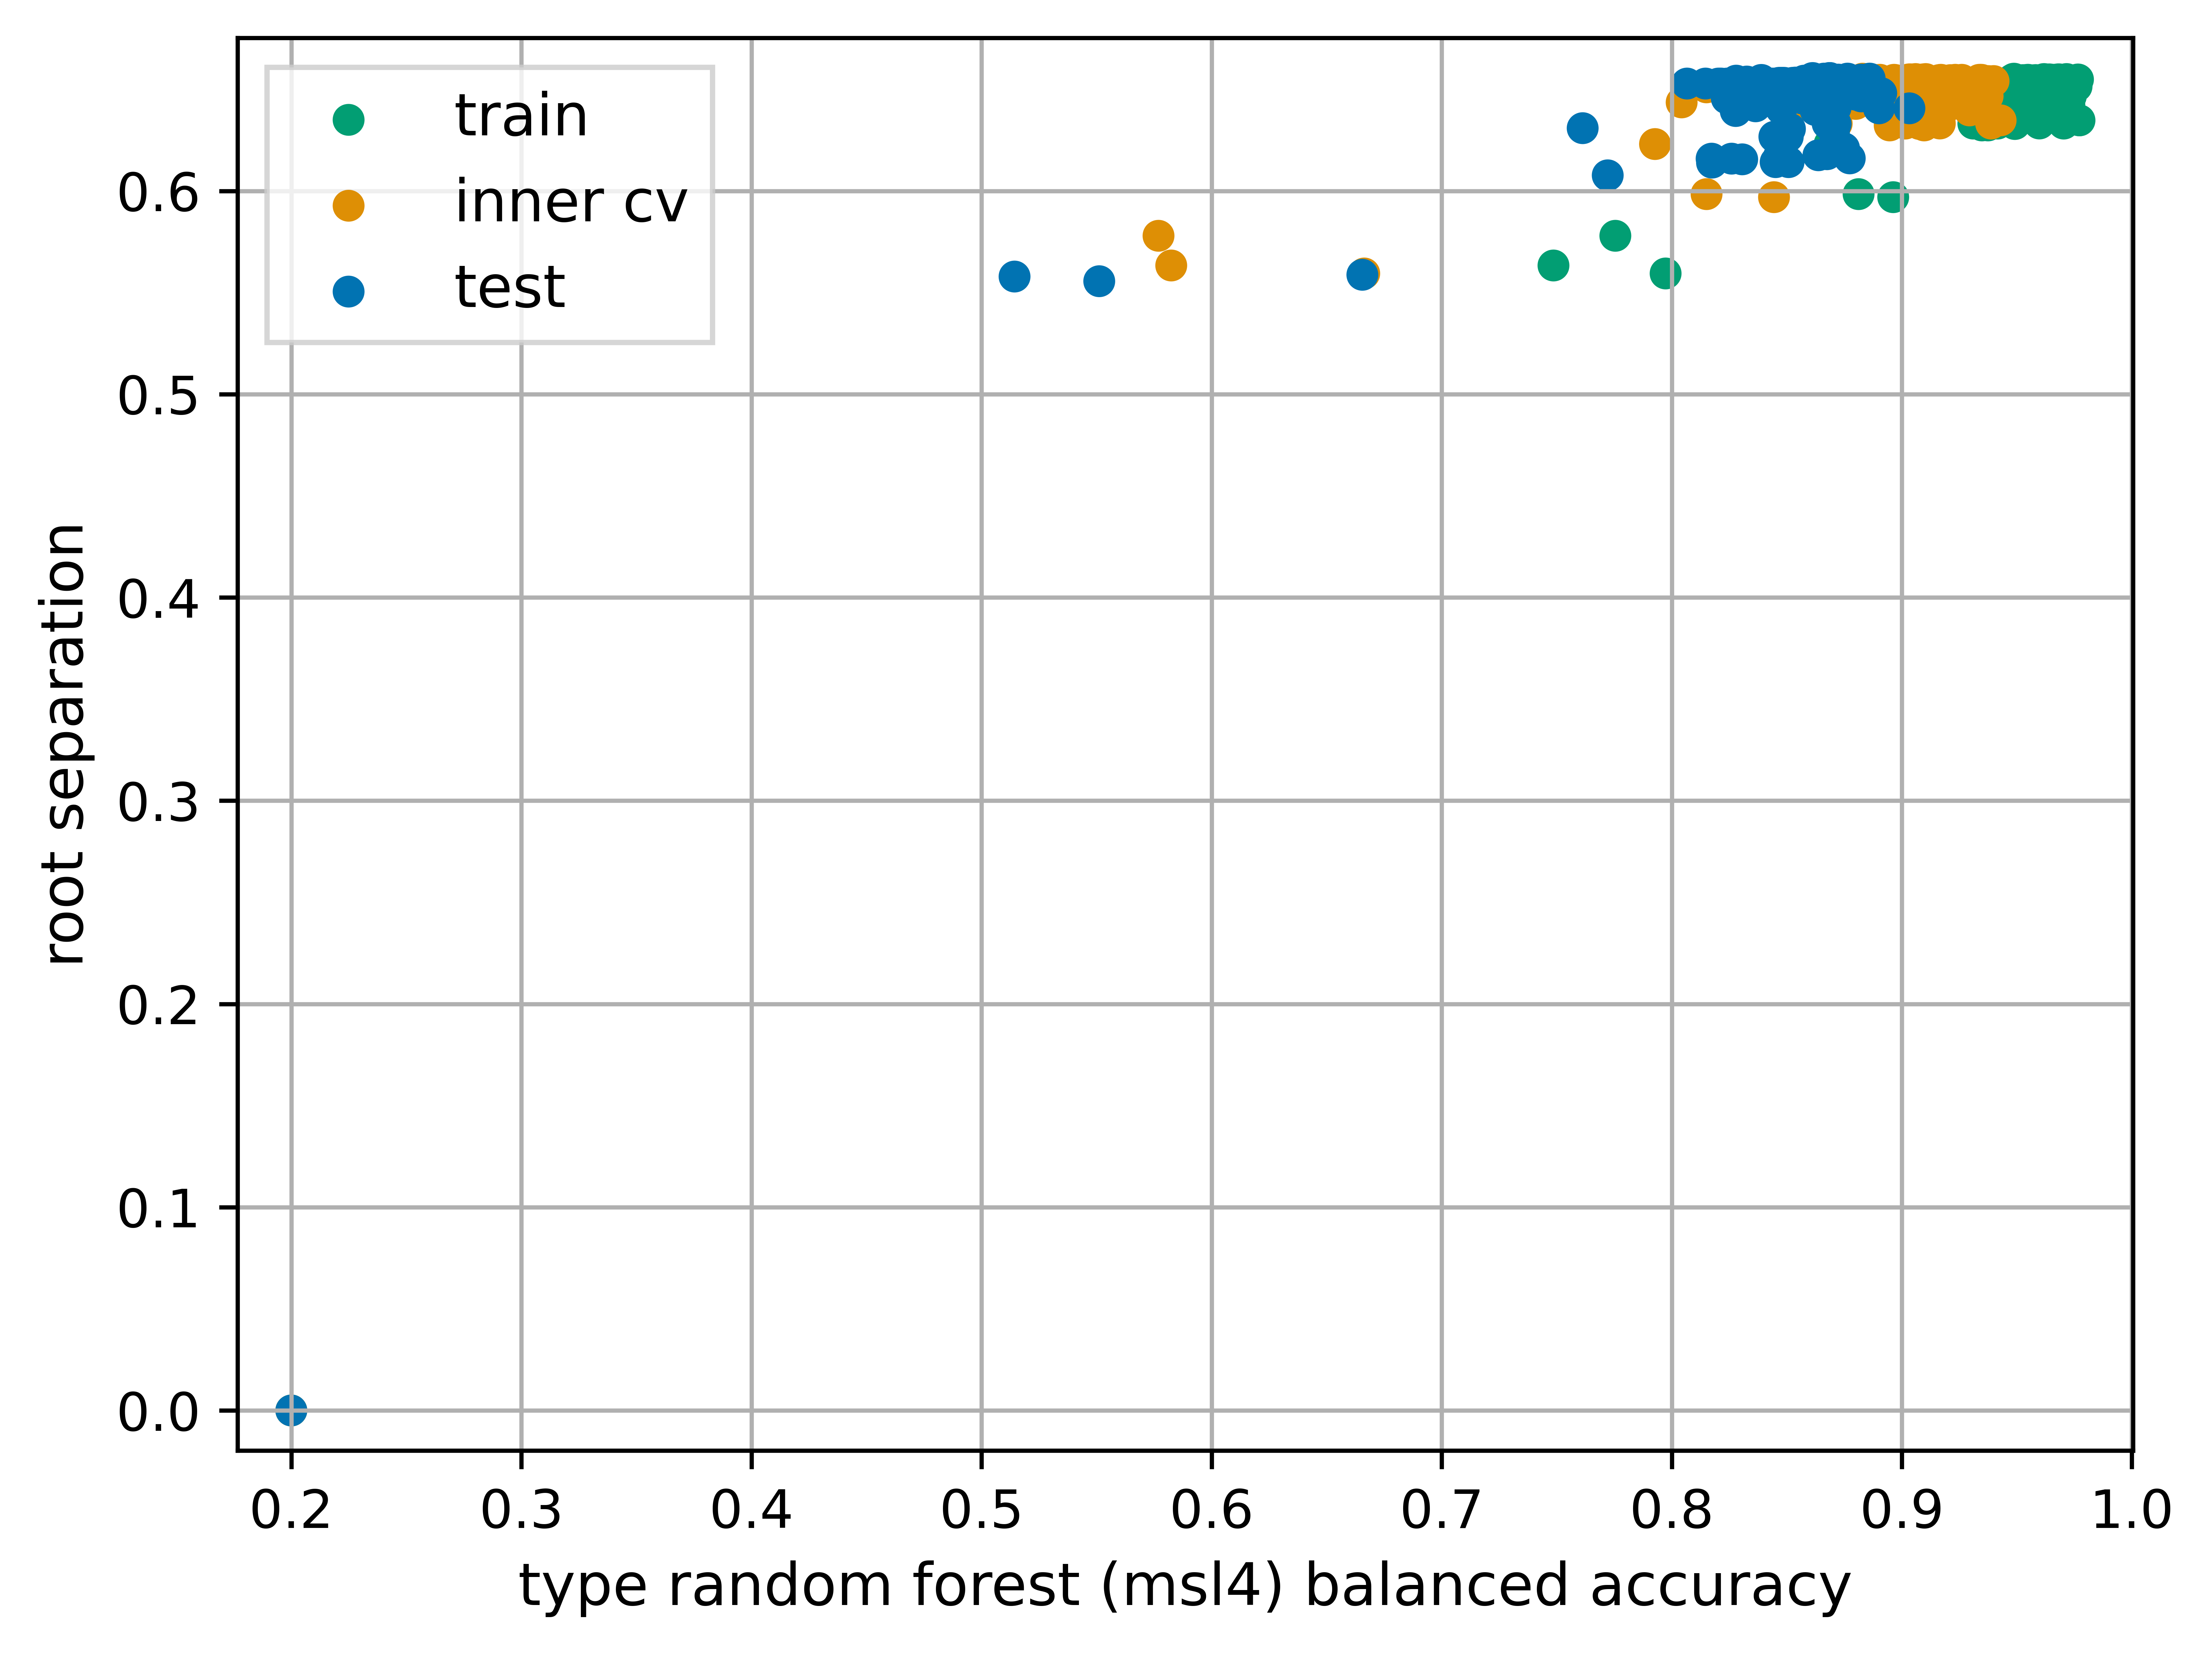 train
inner cv
test
0.6
0.5
0.4
0.3
0.2
0.1
0.0
root separation
0.2 0.3 0.4 0.5 0.6 0.7 0.8 0.9 1.0
type random forest (msl4) balanced accuracy